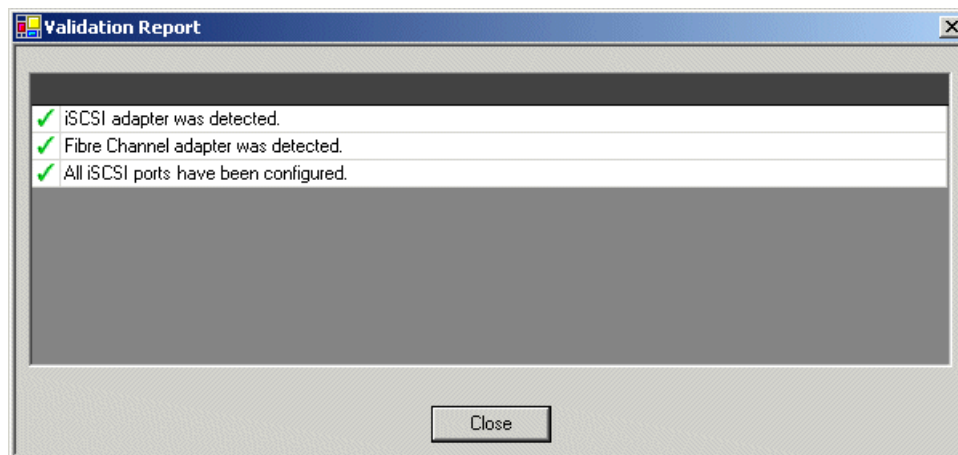 Validation Report
iSCSI adapter was detected.
Fibre Channel adapter was detected.
All iSCSI ports have been configured.
Close